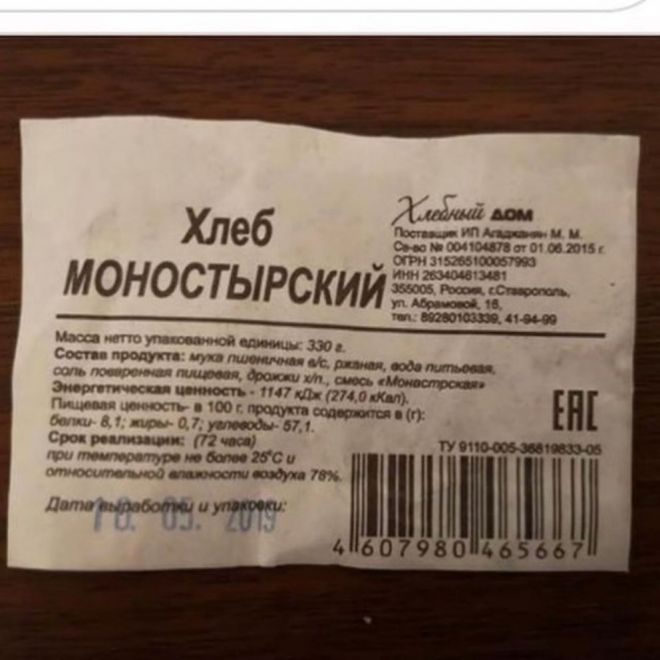 Хлеб
МОНОСТЫРСКИЙ
Хлебный ДОМ
Поставщик ИП Агаджанян М. М.
Св-во № 004104878 от 01.06.2015 г.
ОГРН 315265100057993
ИНН 263404613481
355005, Россия, г.Ставрополь,
ул. Абрамовой, 16,
тел.: 89280103339, 41-94-99
Масса нетто упакованной единицы: 330 г.
Состав продукта: мука пшеничная в/с, ржаная, вода питьевая,
соль поваренная пищевая, дрожжи х/п., смесь «Монастрская»
Энергетическая ценность - 1147 кДж (274,0 кКал).
Пищевая ценность- в 100 г. продукта содержится в (г):
белки- 8,1; жиры- 0,7; углеводы- 57,1.
Срок реализации: (72 часа)
при температуре не более 25°С и
относительной влажности воздуха 78%.
Дата выработки и упаковки:
05. 2019
ЕАС
ТУ 9110-005-36819833-05
4 607980 465667